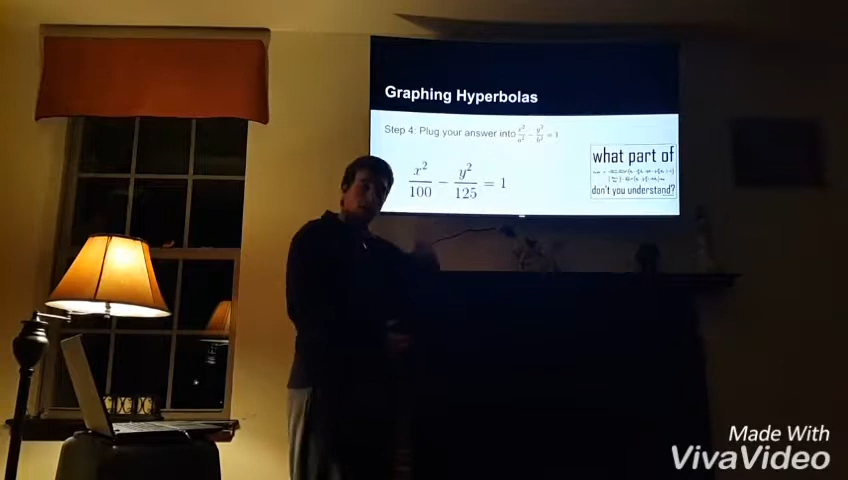 Graphing Hyperbolas
Step 4: Plug your answer into x²/a² − y²/b² = 1
x²/100 − y²/125 = 1
what part of
don't you understand?
Made With
VivaVideo